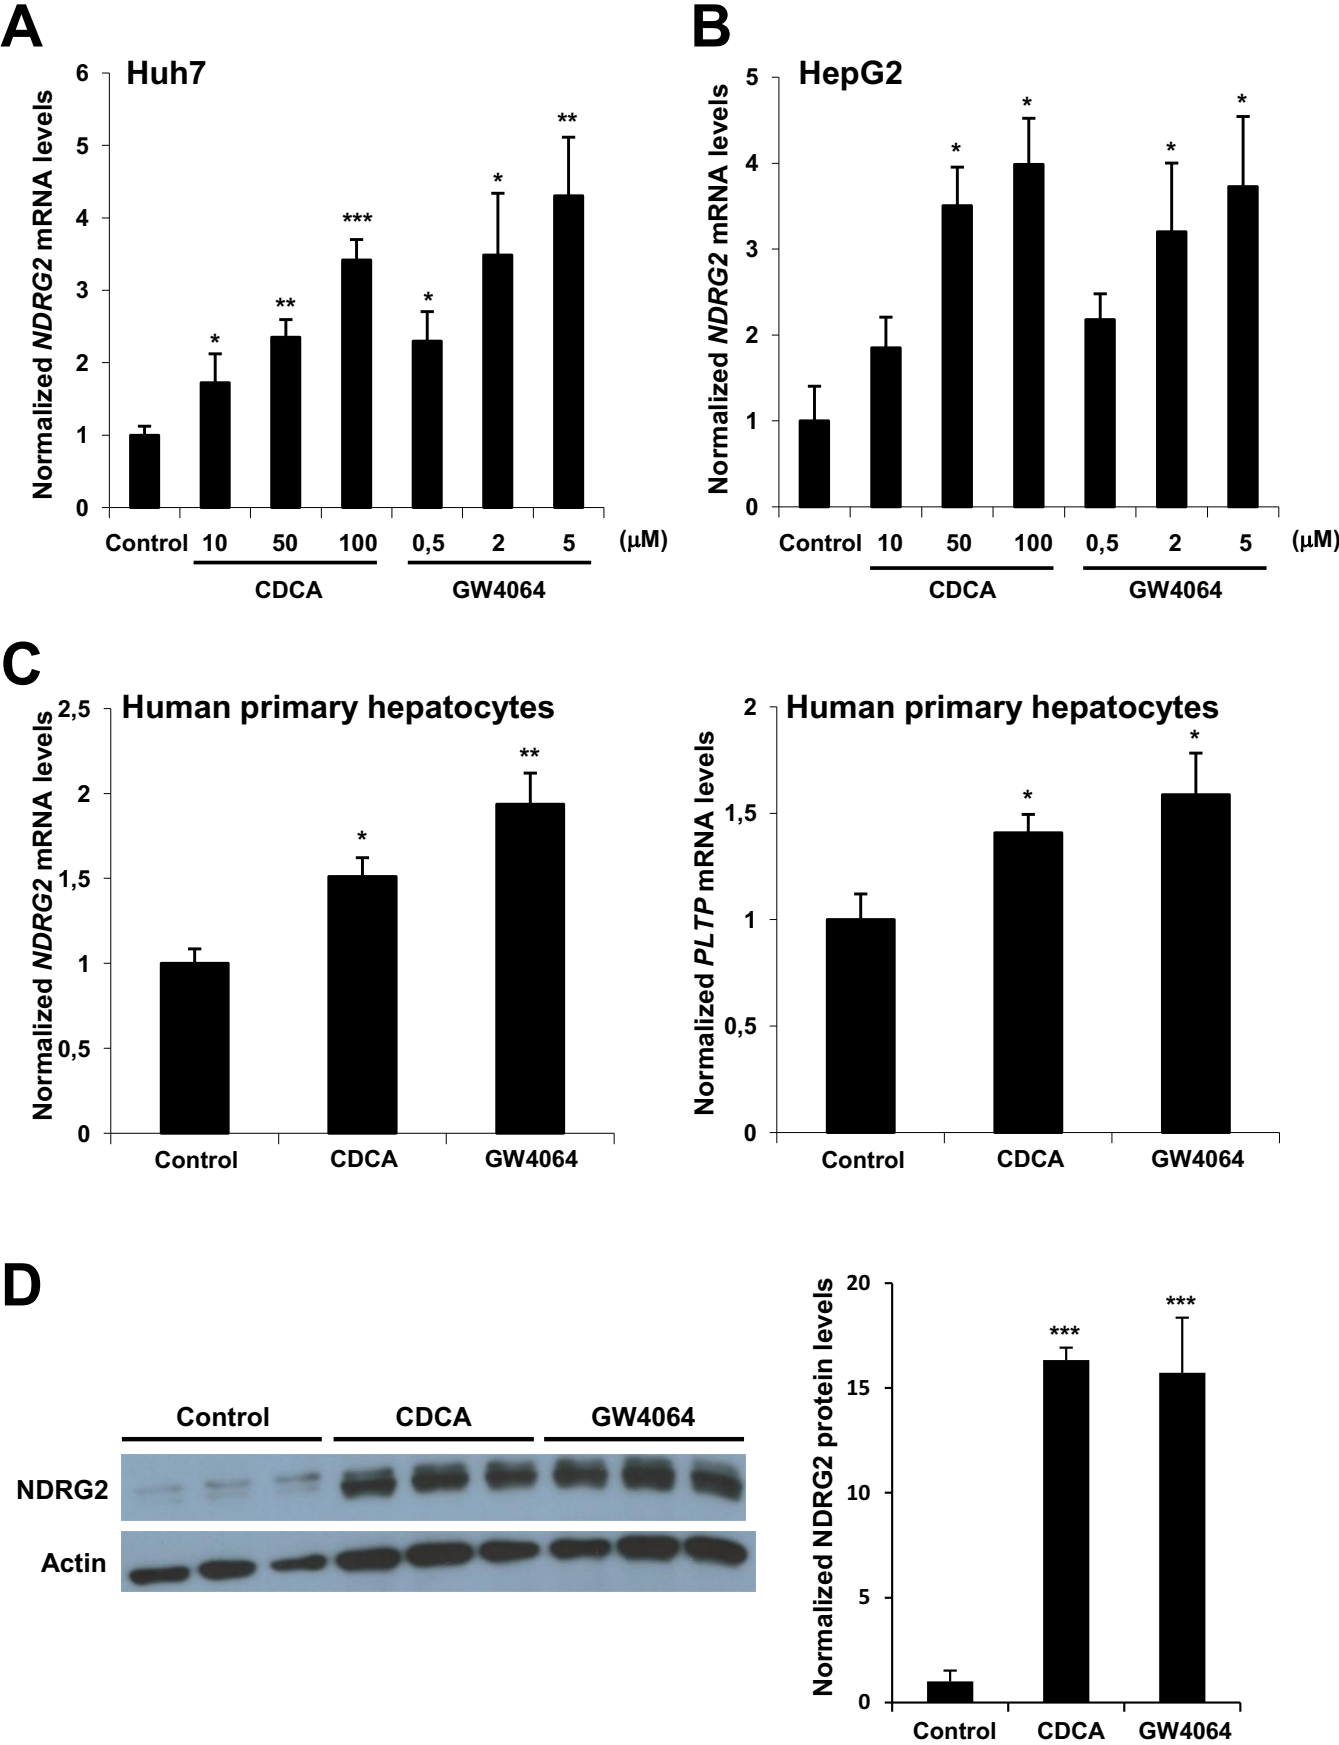 A
Huh7
Normalized NDRG2 mRNA levels
6
5
4
3
2
1
0
*
**
***
*
*
**
Control 10 50 100 0,5 2 5 (µM)
CDCA GW4064
B
HepG2
Normalized NDRG2 mRNA levels
5
4
3
2
1
0
*
*
*
*
Control 10 50 100 0,5 2 5 (µM)
CDCA GW4064
C
Human primary hepatocytes
Normalized NDRG2 mRNA levels
2,5
2
1,5
1
0,5
0
*
**
Control CDCA GW4064
Human primary hepatocytes
Normalized PLTP mRNA levels
2
1,5
1
0,5
0
*
*
Control CDCA GW4064
D
Control CDCA GW4064
NDRG2
Actin
Normalized NDRG2 protein levels
20
15
10
5
0
***
***
Control CDCA GW4064